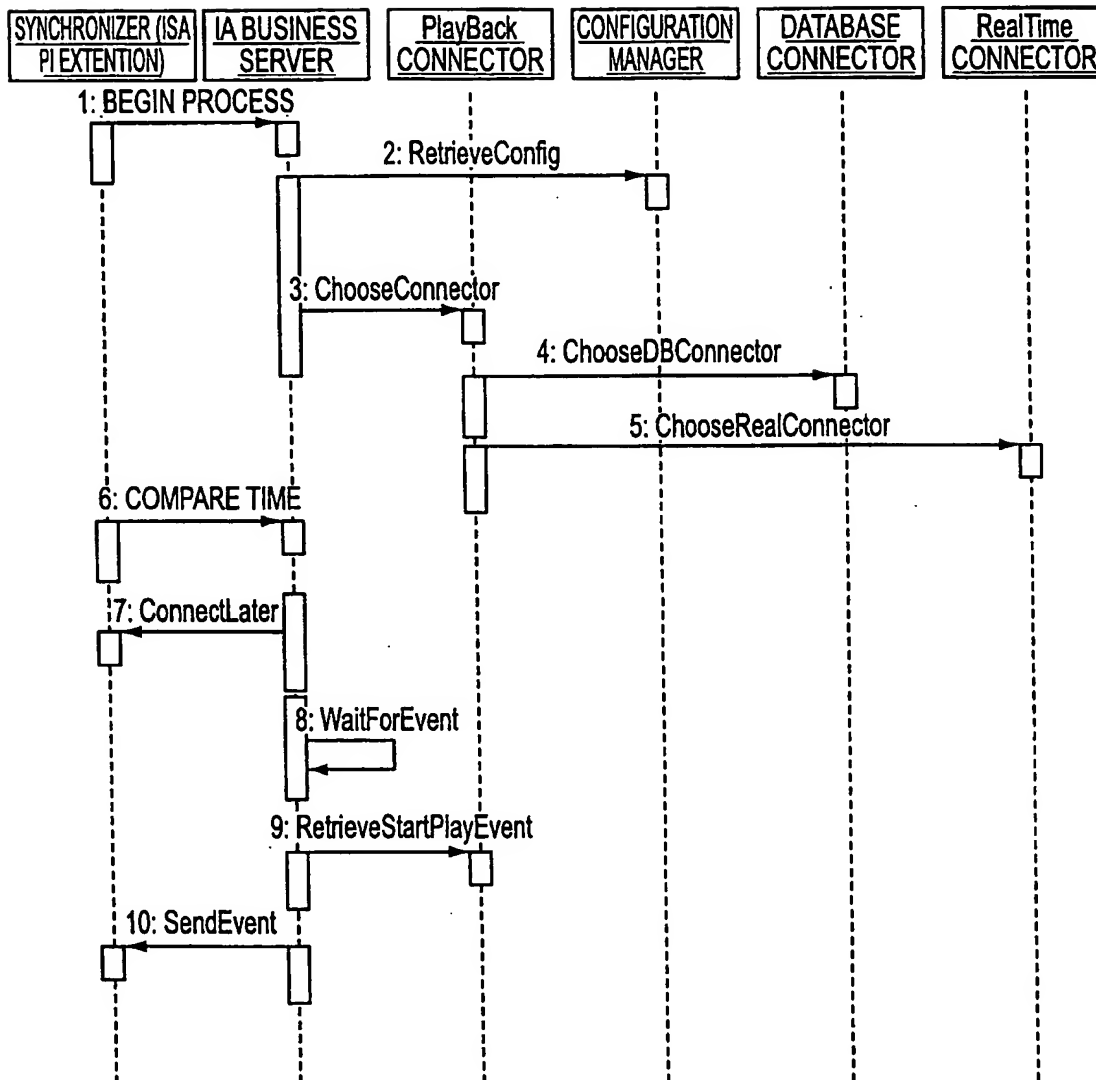 SYNCHRONIZER (ISA
PI EXTENTION)
IA BUSINESS
SERVER
PlayBack
CONNECTOR
CONFIGURATION
MANAGER
DATABASE
CONNECTOR
RealTime
CONNECTOR
1: BEGIN PROCESS
2: RetrieveConfig
3: ChooseConnector
4: ChooseDBConnector
5: ChooseRealConnector
6: COMPARE TIME
7: ConnectLater
8: WaitForEvent
9: RetrieveStartPlayEvent
10: SendEvent